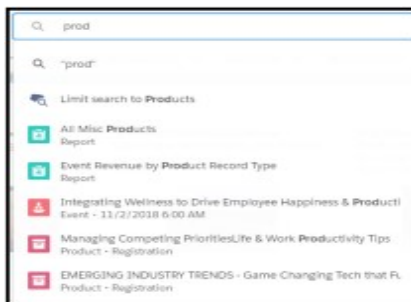 prod
"prod"
Limit search to Products
All Misc Products
Report
Event Revenue by Product Record Type
Report
Integrating Wellness to Drive Employee Happiness & Producti
Event - 11/2/2018 6:00 AM
Managing Competing PrioritiesLife & Work Productivity Tips
Product - Registration
EMERGING INDUSTRY TRENDS - Game Changing Tech that Fu
Product - Registration